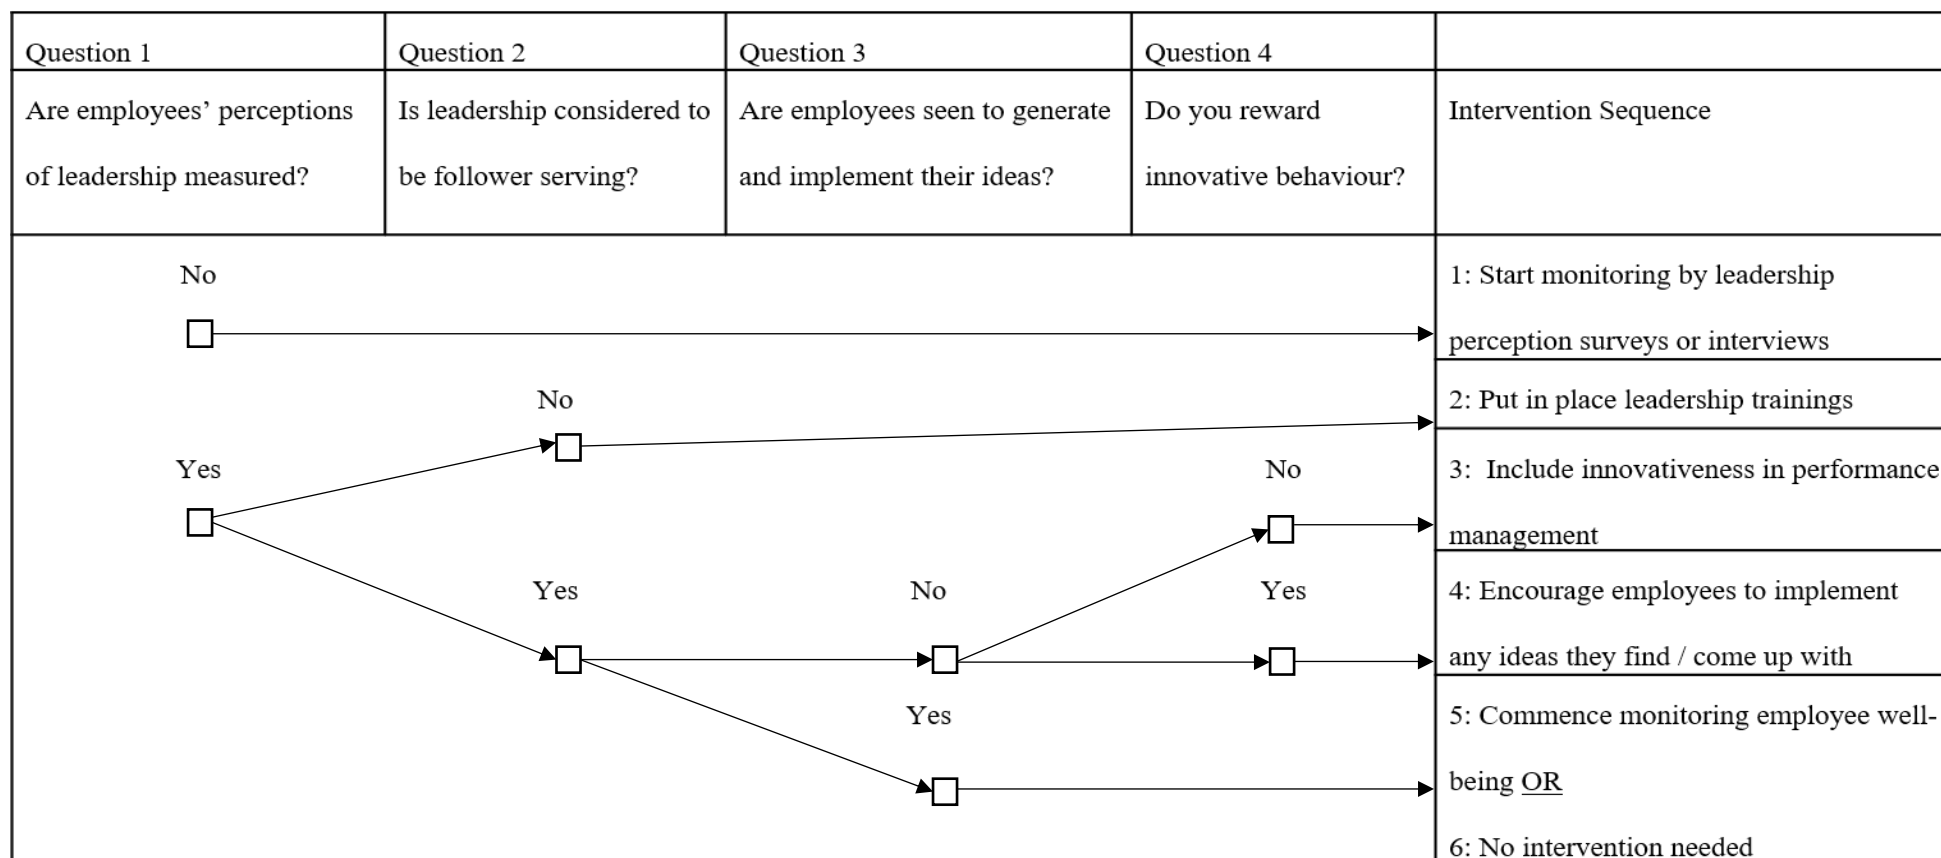 Question 1
Question 2
Question 3
Question 4
Are employees’ perceptions
of leadership measured?
Is leadership considered to
be follower serving?
Are employees seen to generate
and implement their ideas?
Do you reward
innovative behaviour?
Intervention Sequence
No
1: Start monitoring by leadership
perception surveys or interviews
No
2: Put in place leadership trainings
Yes
No
3:  Include innovativeness in performance
management
Yes
No
Yes
4: Encourage employees to implement
any ideas they find / come up with
Yes
5: Commence monitoring employee well-
being OR
6: No intervention needed